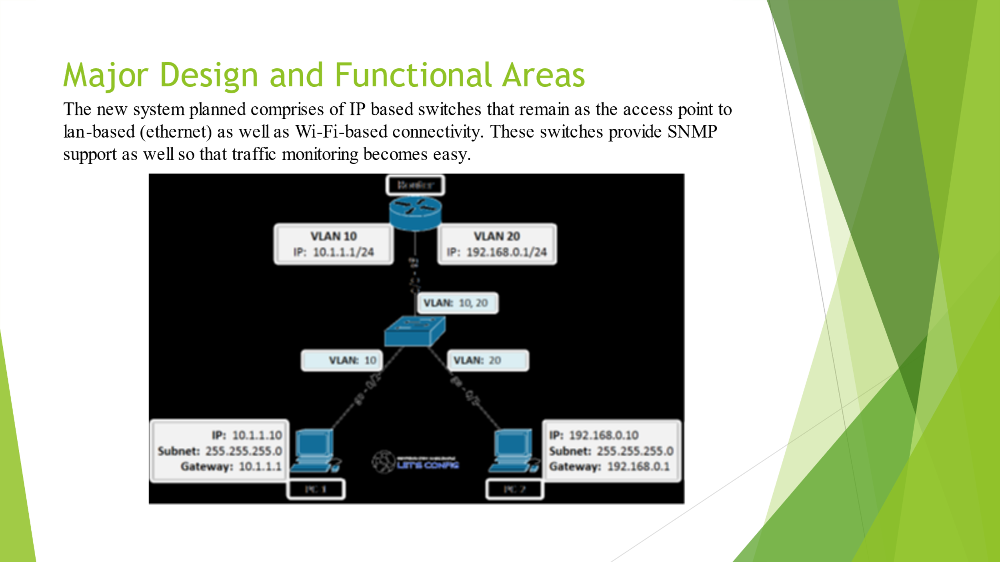 Major Design and Functional Areas
The new system planned comprises of IP based switches that remain as the access point to
lan-based (ethernet) as well as Wi-Fi-based connectivity. These switches provide SNMP
support as well so that traffic monitoring becomes easy.
Router
VLAN 10
IP: 10.1.1.1/24
VLAN 20
IP: 192.168.0.1/24
VLAN: 10, 20
VLAN: 10
VLAN: 20
IP: 10.1.1.10
Subnet: 255.255.255.0
Gateway: 10.1.1.1
IP: 192.168.0.10
Subnet: 255.255.255.0
Gateway: 192.168.0.1
LET'S CONFIG
PC 1
PC 2